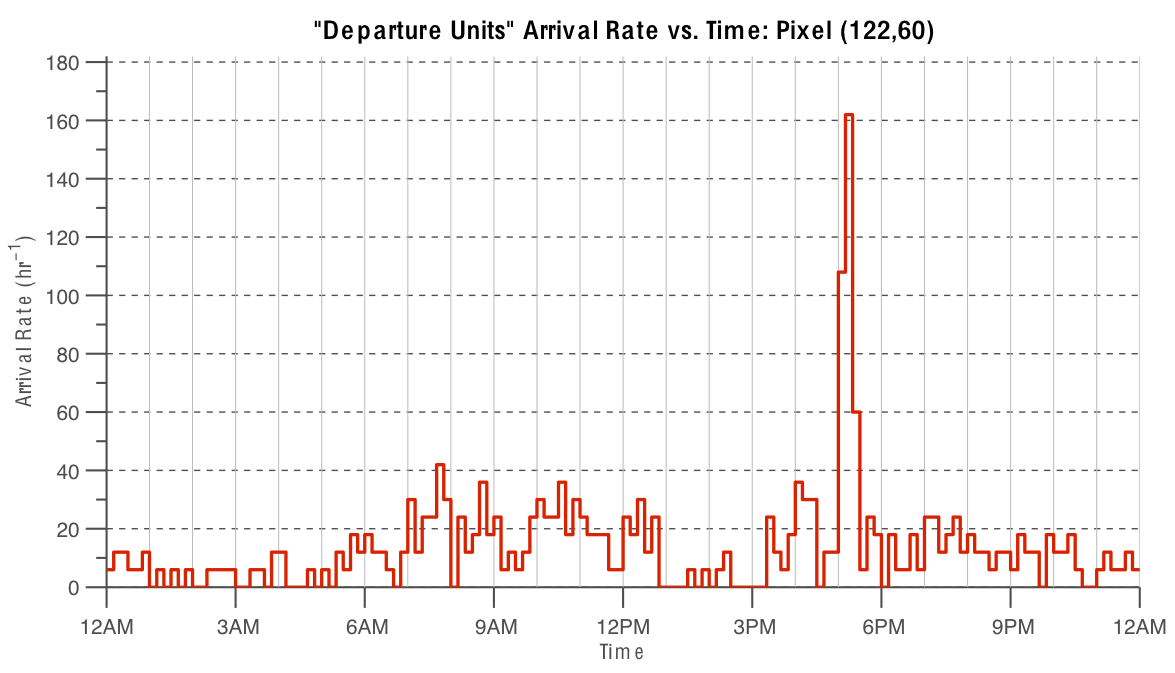 "Departure Units" Arrival Rate vs. Time: Pixel (122,60)
180
160
140
120
100
80
60
40
20
0
Arrival Rate (hr⁻¹)
12AM 3AM 6AM 9AM 12PM 3PM 6PM 9PM 12AM
Time